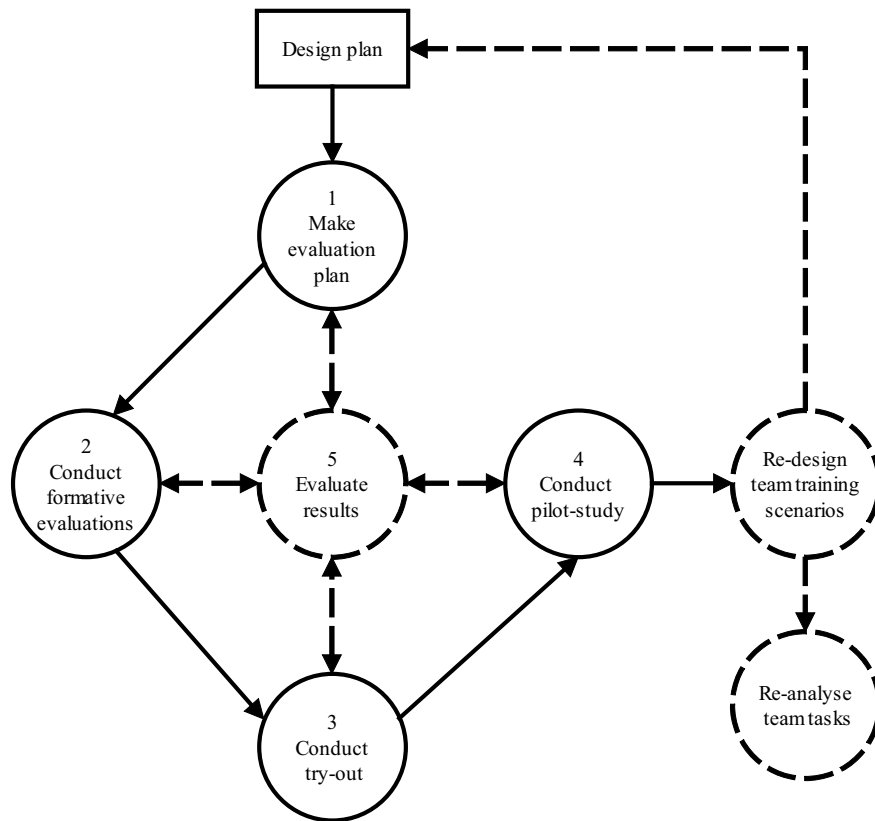 Design plan
1
Make
evaluation
plan
2
Conduct
formative
evaluations
5
Evaluate
results
4
Conduct
pilot-study
Re-design
team training
scenarios
3
Conduct
try-out
Re-analyse
team tasks